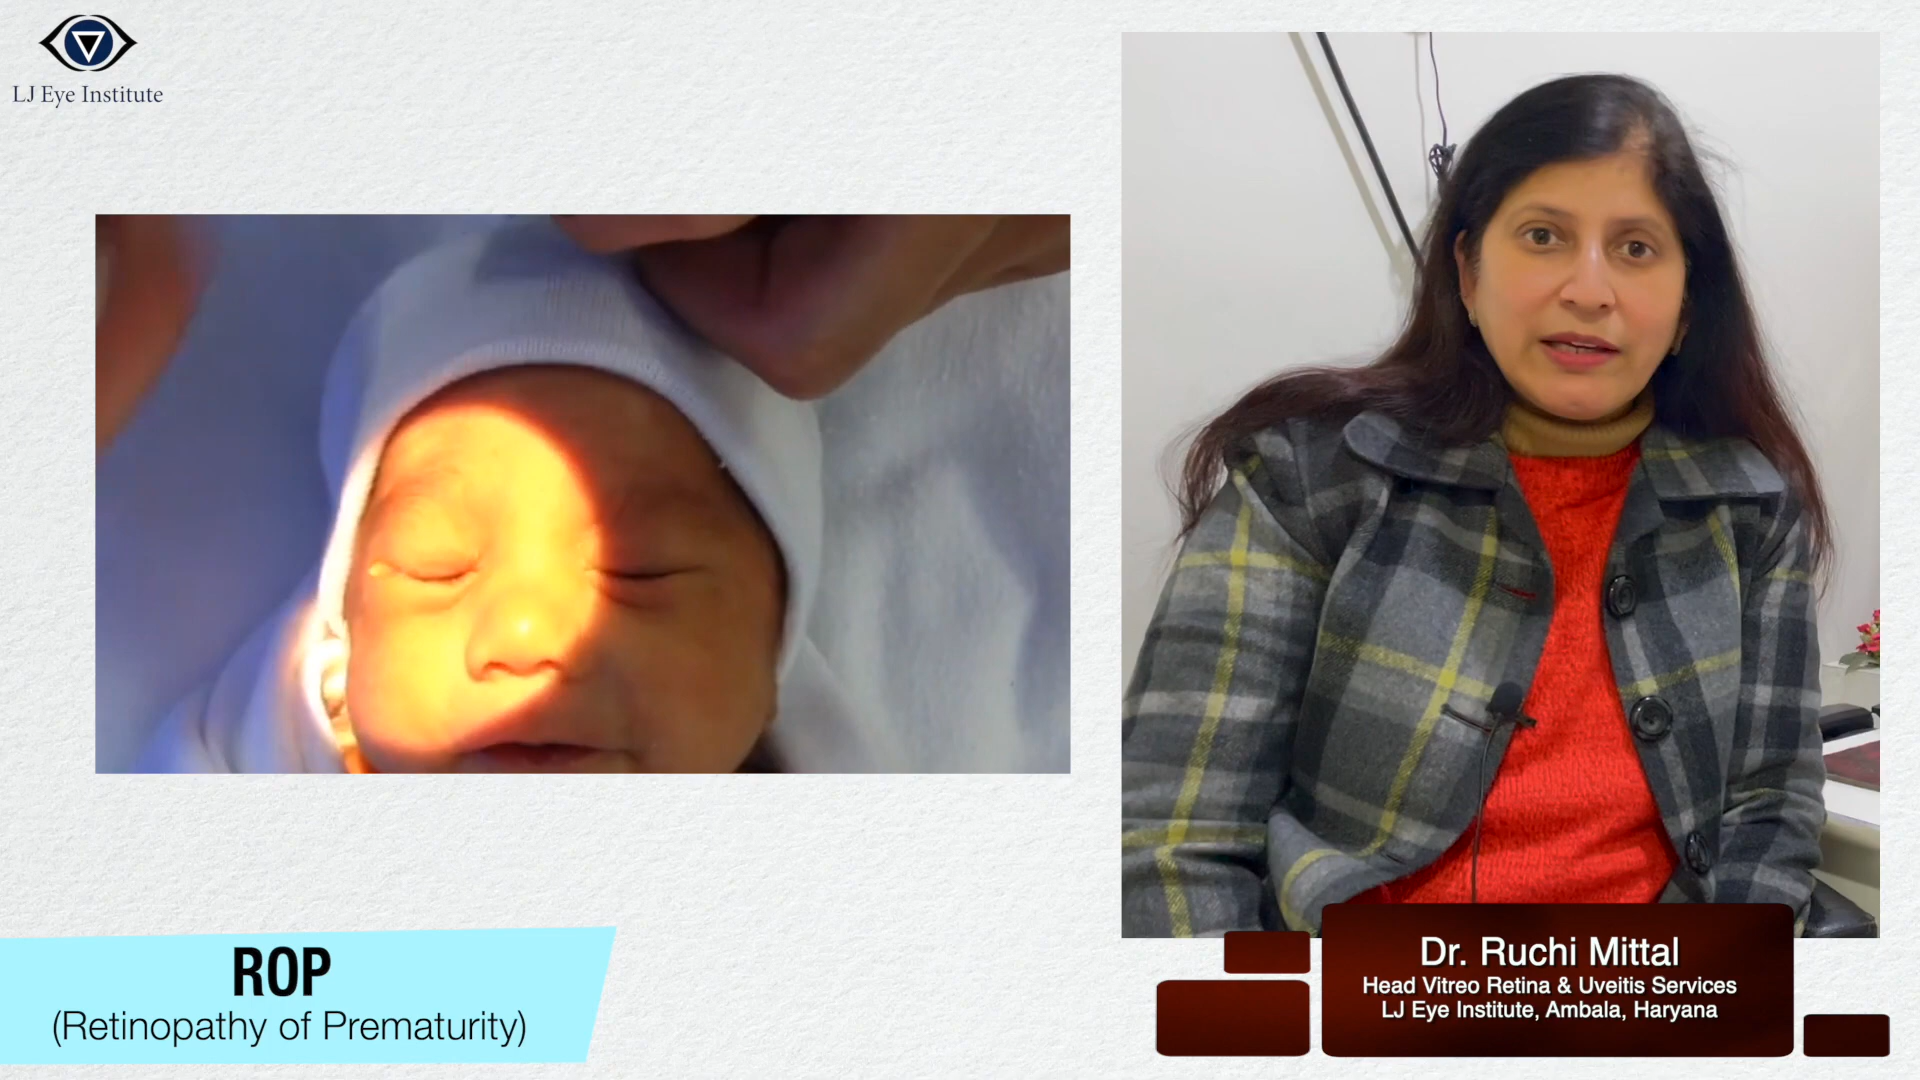 LJ Eye Institute
ROP
(Retinopathy of Prematurity)
Dr. Ruchi Mittal
Head Vitreo Retina & Uveitis Services
LJ Eye Institute, Ambala, Haryana